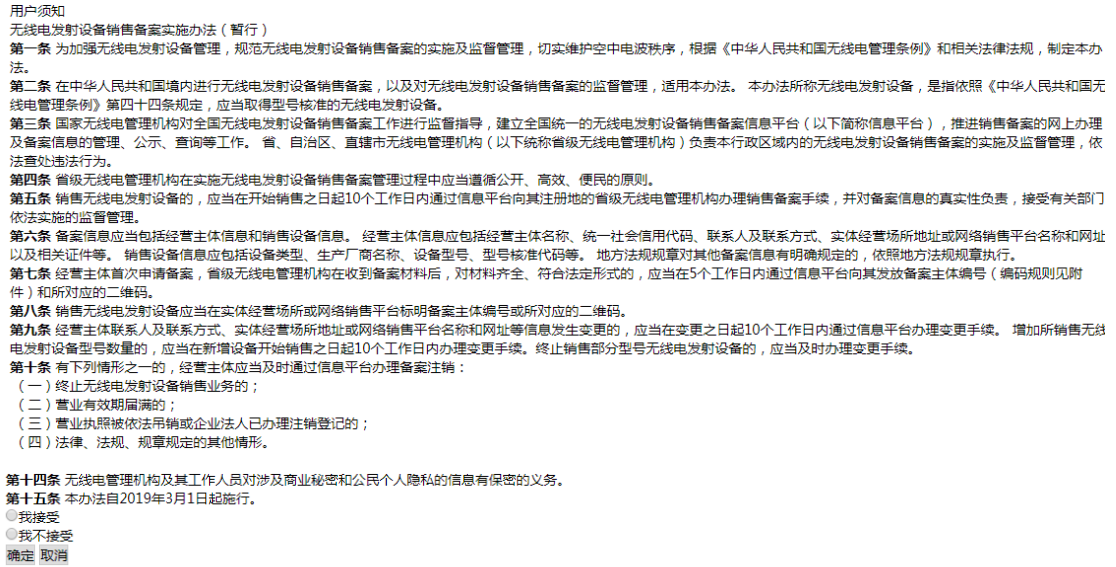 用户须知
无线电发射设备销售备案实施办法（暂行）
第一条 为加强无线电发射设备管理，规范无线电发射设备销售备案的实施及监督管理，切实维护空中电波秩序，根据《中华人民共和国无线电管理条例》和相关法律法规，制定本办
法。
第二条 在中华人民共和国境内进行无线电发射设备销售备案，以及对无线电发射设备销售备案的监督管理，适用本办法。 本办法所称无线电发射设备，是指依照《中华人民共和国无
线电管理条例》第四十四条规定，应当取得型号核准的无线电发射设备。
第三条 国家无线电管理机构对全国无线电发射设备销售备案工作进行监督指导，建立全国统一的无线电发射设备销售备案信息平台（以下简称信息平台），推进销售备案的网上办理
及备案信息的管理、公示、查询等工作。 省、自治区、直辖市无线电管理机构（以下统称省级无线电管理机构）负责本行政区域内的无线电发射设备销售备案的实施及监督管理，依
法查处违法行为。
第四条 省级无线电管理机构在实施无线电发射设备销售备案管理过程中应当遵循公开、高效、便民的原则。
第五条 销售无线电发射设备的，应当在开始销售之日起10个工作日内通过信息平台向其注册地的省级无线电管理机构办理销售备案手续，并对备案信息的真实性负责，接受有关部门
依法实施的监督管理。
第六条 备案信息应当包括经营主体信息和销售设备信息。 经营主体信息应包括经营主体名称、统一社会信用代码、联系人及联系方式、实体经营场所地址或网络销售平台名称和网址
以及相关证件等。 销售设备信息应包括设备类型、生产厂商名称、设备型号、型号核准代码等。 地方法规规章对其他备案信息有明确规定的，依照地方法规规章执行。
第七条 经营主体首次申请备案，省级无线电管理机构在收到备案材料后，对材料齐全、符合法定形式的，应当在5个工作日内通过信息平台向其发放备案主体编号（编码规则见附
件）和所对应的二维码。
第八条 销售无线电发射设备应当在实体经营场所或网络销售平台标明备案主体编号或所对应的二维码。
第九条 经营主体联系人及联系方式、实体经营场所地址或网络销售平台名称和网址等信息发生变更的，应当在变更之日起10个工作日内通过信息平台办理变更手续。 增加所销售无线
电发射设备型号数量的，应当在新增设备开始销售之日起10个工作日内办理变更手续。终止销售部分型号无线电发射设备的，应当及时办理变更手续。
第十条 有下列情形之一的，经营主体应当及时通过信息平台办理备案注销：
（一）终止无线电发射设备销售业务的；
（二）营业有效期届满的；
（三）营业执照被依法吊销或企业法人已办理注销登记的；
（四）法律、法规、规章规定的其他情形。
第十四条 无线电管理机构及其工作人员对涉及商业秘密和公民个人隐私的信息有保密的义务。
第十五条 本办法自2019年3月1日起施行。
我接受
我不接受
确定 取消